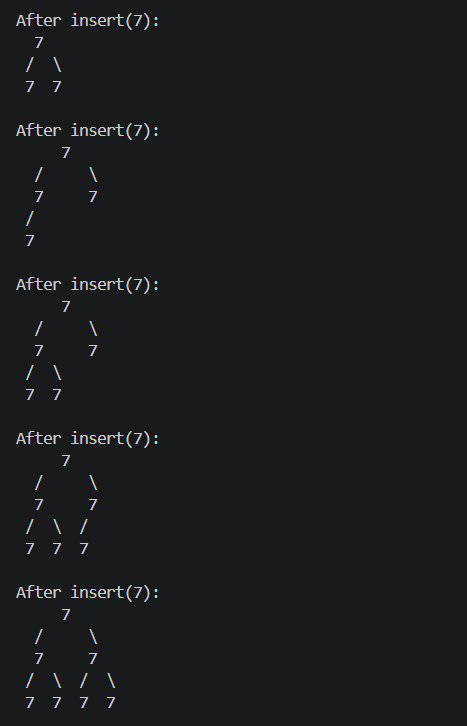 After insert(7):
  7
 /  \
 7  7

After insert(7):
     7
  /     \
  7     7
 /
 7

After insert(7):
     7
  /     \
  7     7
 /  \
 7  7

After insert(7):
     7
  /     \
  7     7
 /  \  /
 7  7  7

After insert(7):
     7
  /     \
  7     7
 /  \  /  \
 7  7  7  7